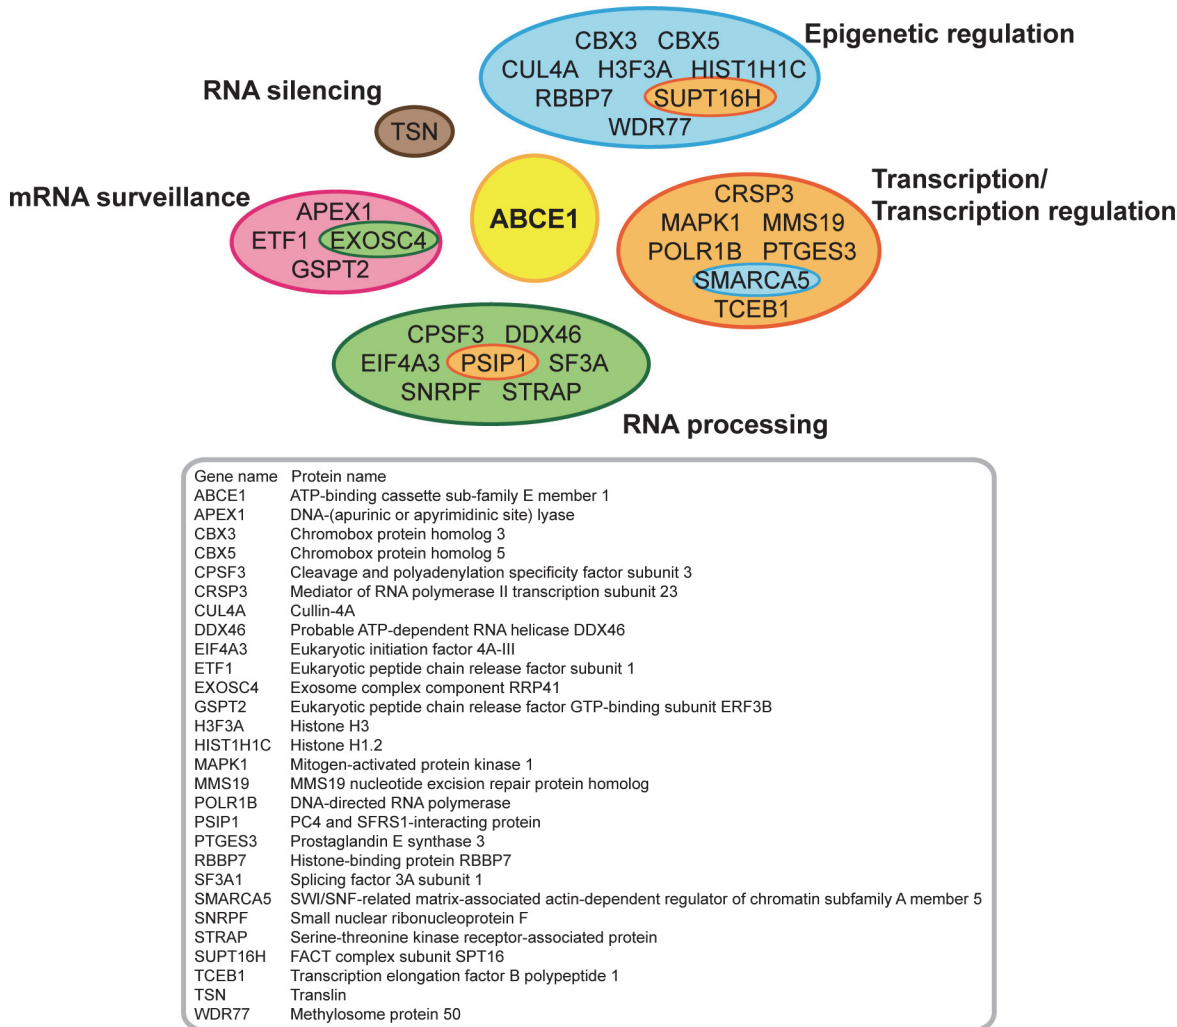 Epigenetic regulation
CBX3 CBX5
CUL4A H3F3A HIST1H1C
RBBP7 SUPT16H
WDR77
RNA silencing
TSN
mRNA surveillance
APEX1
ETF1 EXOSC4
GSPT2
ABCE1
Transcription/
Transcription regulation
CRSP3
MAPK1 MMS19
POLR1B PTGES3
SMARCA5
TCEB1
CPSF3 DDX46
EIF4A3 PSIP1 SF3A
SNRPF STRAP
RNA processing
Gene name Protein name
ABCE1 ATP-binding cassette sub-family E member 1
APEX1 DNA-(apurinic or apyrimidinic site) lyase
CBX3 Chromobox protein homolog 3
CBX5 Chromobox protein homolog 5
CPSF3 Cleavage and polyadenylation specificity factor subunit 3
CRSP3 Mediator of RNA polymerase II transcription subunit 23
CUL4A Cullin-4A
DDX46 Probable ATP-dependent RNA helicase DDX46
EIF4A3 Eukaryotic initiation factor 4A-III
ETF1 Eukaryotic peptide chain release factor subunit 1
EXOSC4 Exosome complex component RRP41
GSPT2 Eukaryotic peptide chain release factor GTP-binding subunit ERF3B
H3F3A Histone H3
HIST1H1C Histone H1.2
MAPK1 Mitogen-activated protein kinase 1
MMS19 MMS19 nucleotide excision repair protein homolog
POLR1B DNA-directed RNA polymerase
PSIP1 PC4 and SFRS1-interacting protein
PTGES3 Prostaglandin E synthase 3
RBBP7 Histone-binding protein RBBP7
SF3A1 Splicing factor 3A subunit 1
SMARCA5 SWI/SNF-related matrix-associated actin-dependent regulator of chromatin subfamily A member 5
SNRPF Small nuclear ribonucleoprotein F
STRAP Serine-threonine kinase receptor-associated protein
SUPT16H FACT complex subunit SPT16
TCEB1 Transcription elongation factor B polypeptide 1
TSN Translin
WDR77 Methylosome protein 50